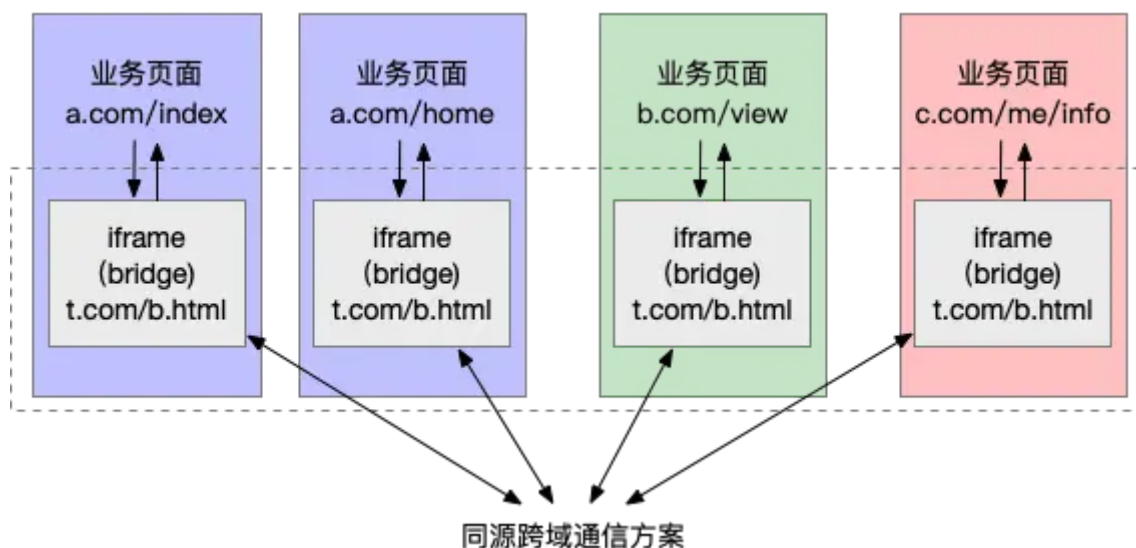 业务页面
a.com/index
业务页面
a.com/home
业务页面
b.com/view
业务页面
c.com/me/info
iframe
(bridge)
t.com/b.html
iframe
(bridge)
t.com/b.html
iframe
(bridge)
t.com/b.html
iframe
(bridge)
t.com/b.html
同源跨域通信方案